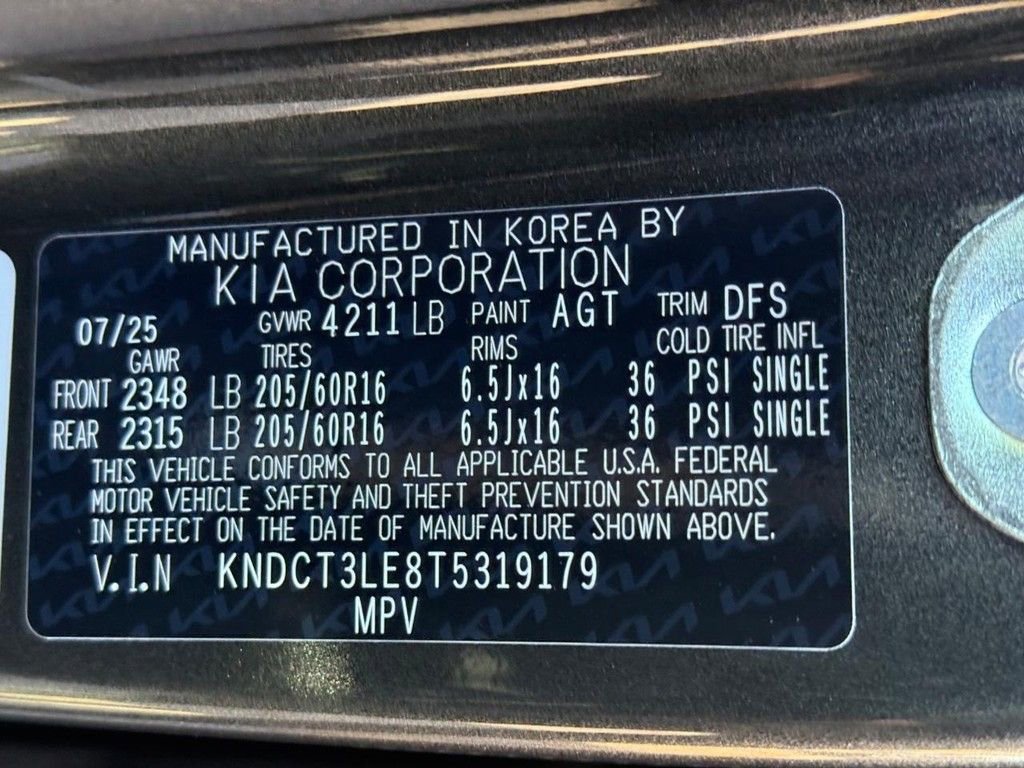 MANUFACTURED IN KOREA BY
KIA CORPORATION
07/25 GVWR 4211 LB PAINT AGT TRIM DFS
GAWR TIRES RIMS COLD TIRE INFL
FRONT 2348 LB 205/60R16 6.5Jx16 36 PSI SINGLE
REAR 2315 LB 205/60R16 6.5Jx16 36 PSI SINGLE
THIS VEHICLE CONFORMS TO ALL APPLICABLE U.S.A. FEDERAL
MOTOR VEHICLE SAFETY AND THEFT PREVENTION STANDARDS
IN EFFECT ON THE DATE OF MANUFACTURE SHOWN ABOVE.
V.I.N KNDCT3LE8T5319179
MPV